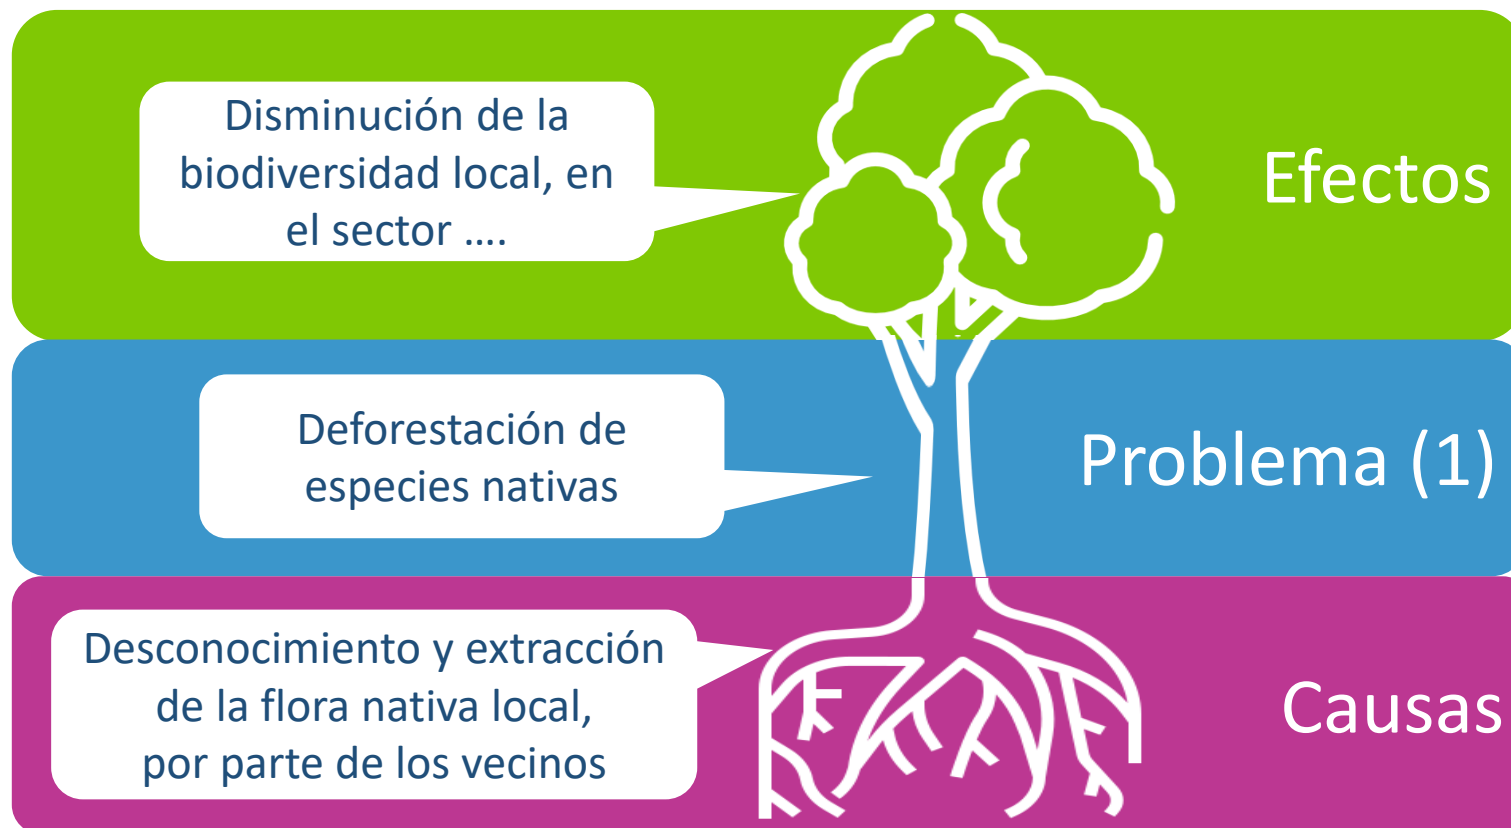 Disminución de la
biodiversidad local, en
el sector ....
Efectos
Deforestación de
especies nativas
Problema (1)
Desconocimiento y extracción
de la flora nativa local,
por parte de los vecinos
Causas